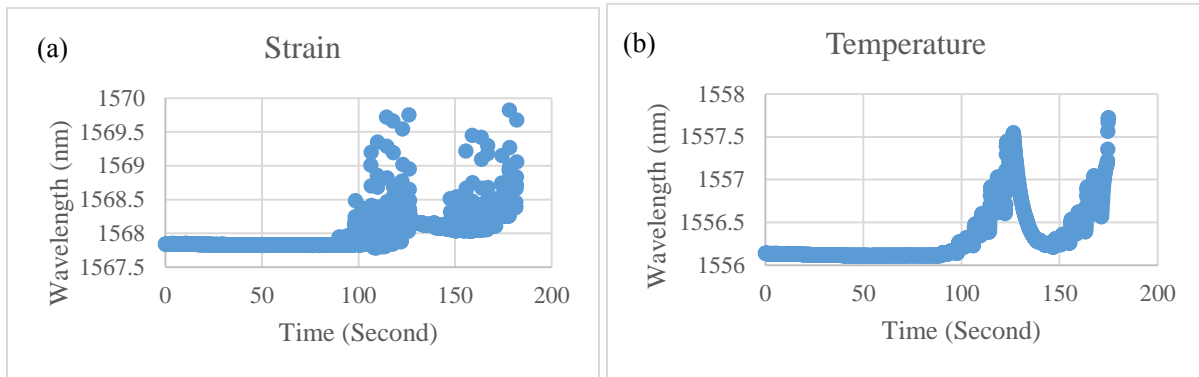 (a)
Strain
Wavelength (nm)
1570
1569.5
1569
1568.5
1568
1567.5
0 50 100 150 200
Time (Second)
(b)
Temperature
Wavelength (nm)
1558
1557.5
1557
1556.5
1556
0 50 100 150 200
Time (Second)